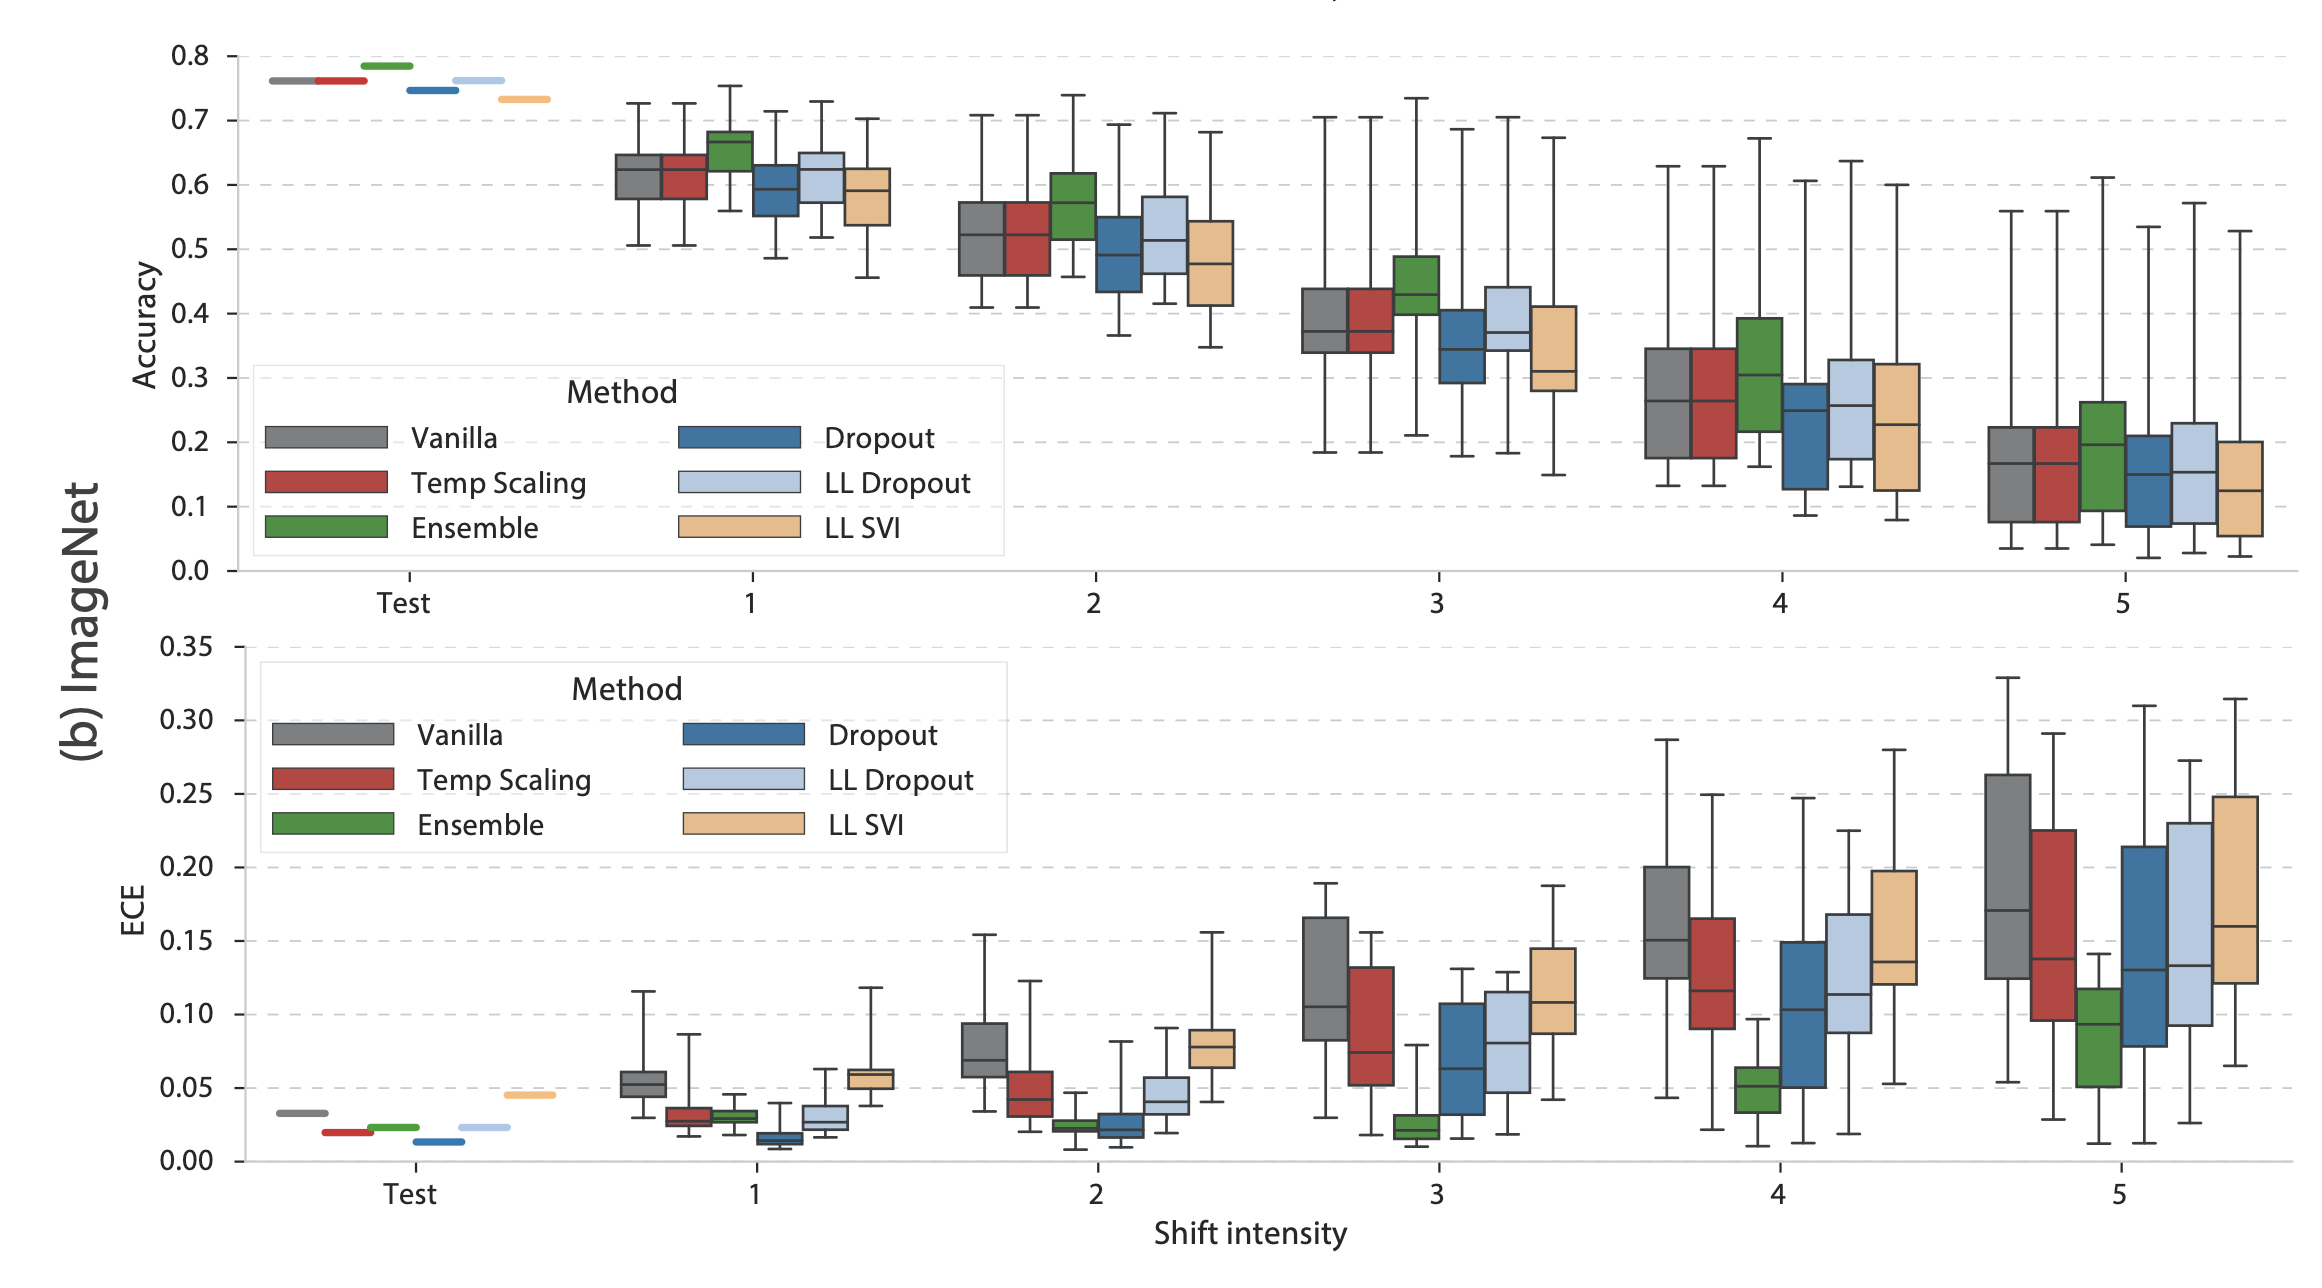 0.8
0.7
0.6
0.5
0.4
0.3
0.2
0.1
0.0
Accuracy
Method
Vanilla
Temp Scaling
Ensemble
Dropout
LL Dropout
LL SVI
Test 1 2 3 4 5
(b) ImageNet
0.35
0.30
0.25
0.20
0.15
0.10
0.05
0.00
ECE
Method
Vanilla
Temp Scaling
Ensemble
Dropout
LL Dropout
LL SVI
Test 1 2 3 4 5
Shift intensity